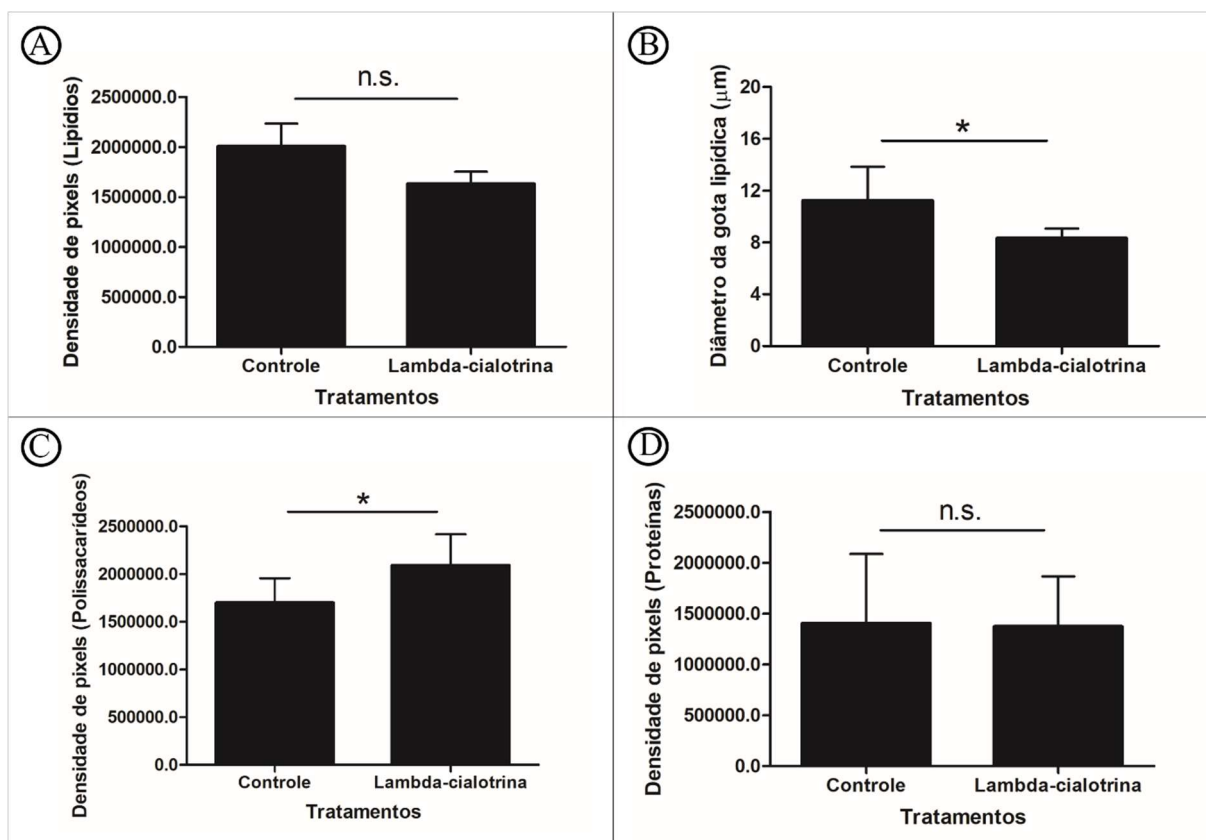 A
n.s.
Densidade de pixels (Lipídios)
2500000.0
2000000.0
1500000.0
1000000.0
500000.0
0.0
Controle
Lambda-cialotrina
Tratamentos
B
*
Diâmetro da gota lipídica (µm)
20
16
12
8
4
0
Controle
Lambda-cialotrina
Tratamentos
C
*
Densidade de pixels (Polissacarídeos)
2500000.0
2000000.0
1500000.0
1000000.0
500000.0
0.0
Controle
Lambda-cialotrina
Tratamentos
D
n.s.
Densidade de pixels (Proteínas)
2500000.0
2000000.0
1500000.0
1000000.0
500000.0
0.0
Controle
Lambda-cialotrina
Tratamentos